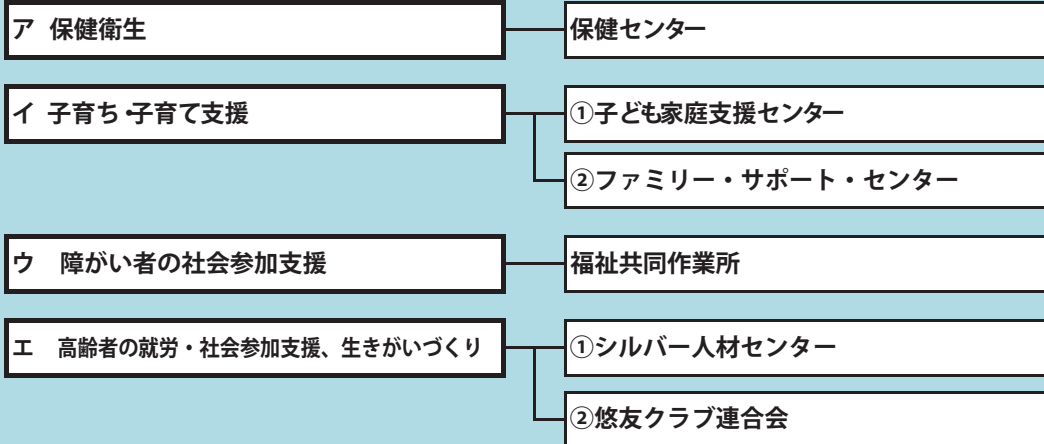 ア 保健衛生
保健センター
イ 子育ち・子育て支援
①子ども家庭支援センター
②ファミリー・サポート・センター
ウ 障がい者の社会参加支援
福祉共同作業所
エ 高齢者の就労・社会参加支援、生きがいづくり
①シルバー人材センター
②悠友クラブ連合会